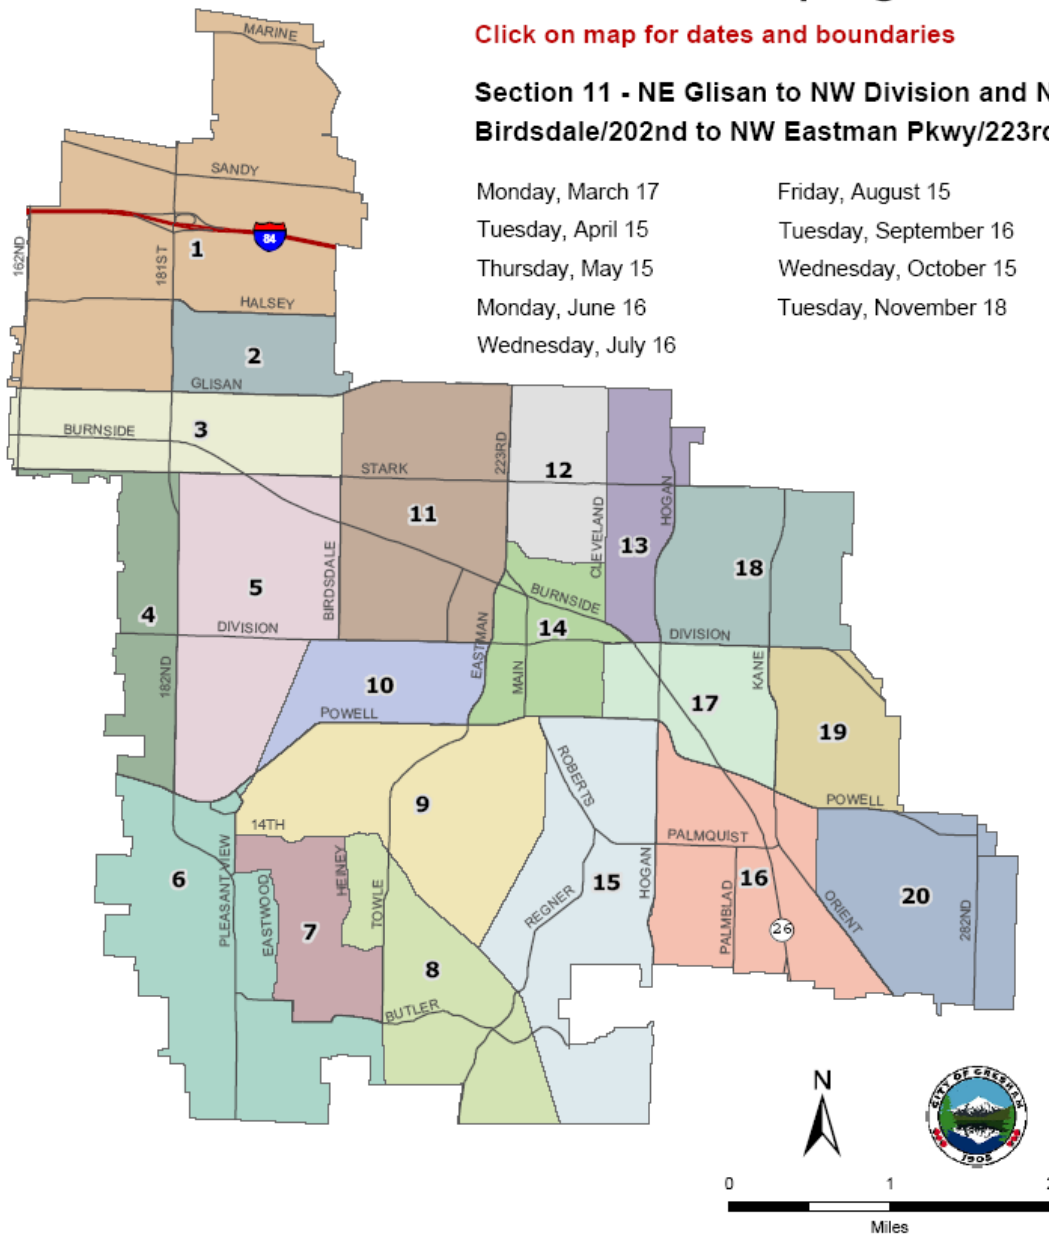 Click on map for dates and boundaries
Section 11 - NE Glisan to NW Division and N
Birdsdale/202nd to NW Eastman Pkwy/223rd
Monday, March 17
Friday, August 15
Tuesday, April 15
Tuesday, September 16
Thursday, May 15
Wednesday, October 15
Monday, June 16
Tuesday, November 18
Wednesday, July 16
MARINE
SANDY
84
162ND
181ST
1
HALSEY
2
GLISAN
BURNSIDE
3
STARK
223RD
12
HOGAN
11
CLEVELAND
13
BIRDSDALE
18
5
4
BURNSIDE
DIVISION
14
DIVISION
EASTMAN
MAIN
KANE
182ND
10
17
POWELL
19
ROBERTS
9
POWELL
14TH
PALMQUIST
PLEASANT VIEW
HEINEY
6
EASTWOOD
TOWLE
REGNER
15
HOGAN
16
PALMBLAD
ORIENT
20
282ND
7
26
8
BUTLER
N
CITY OF GRESHAM
1905
0
1
2
Miles